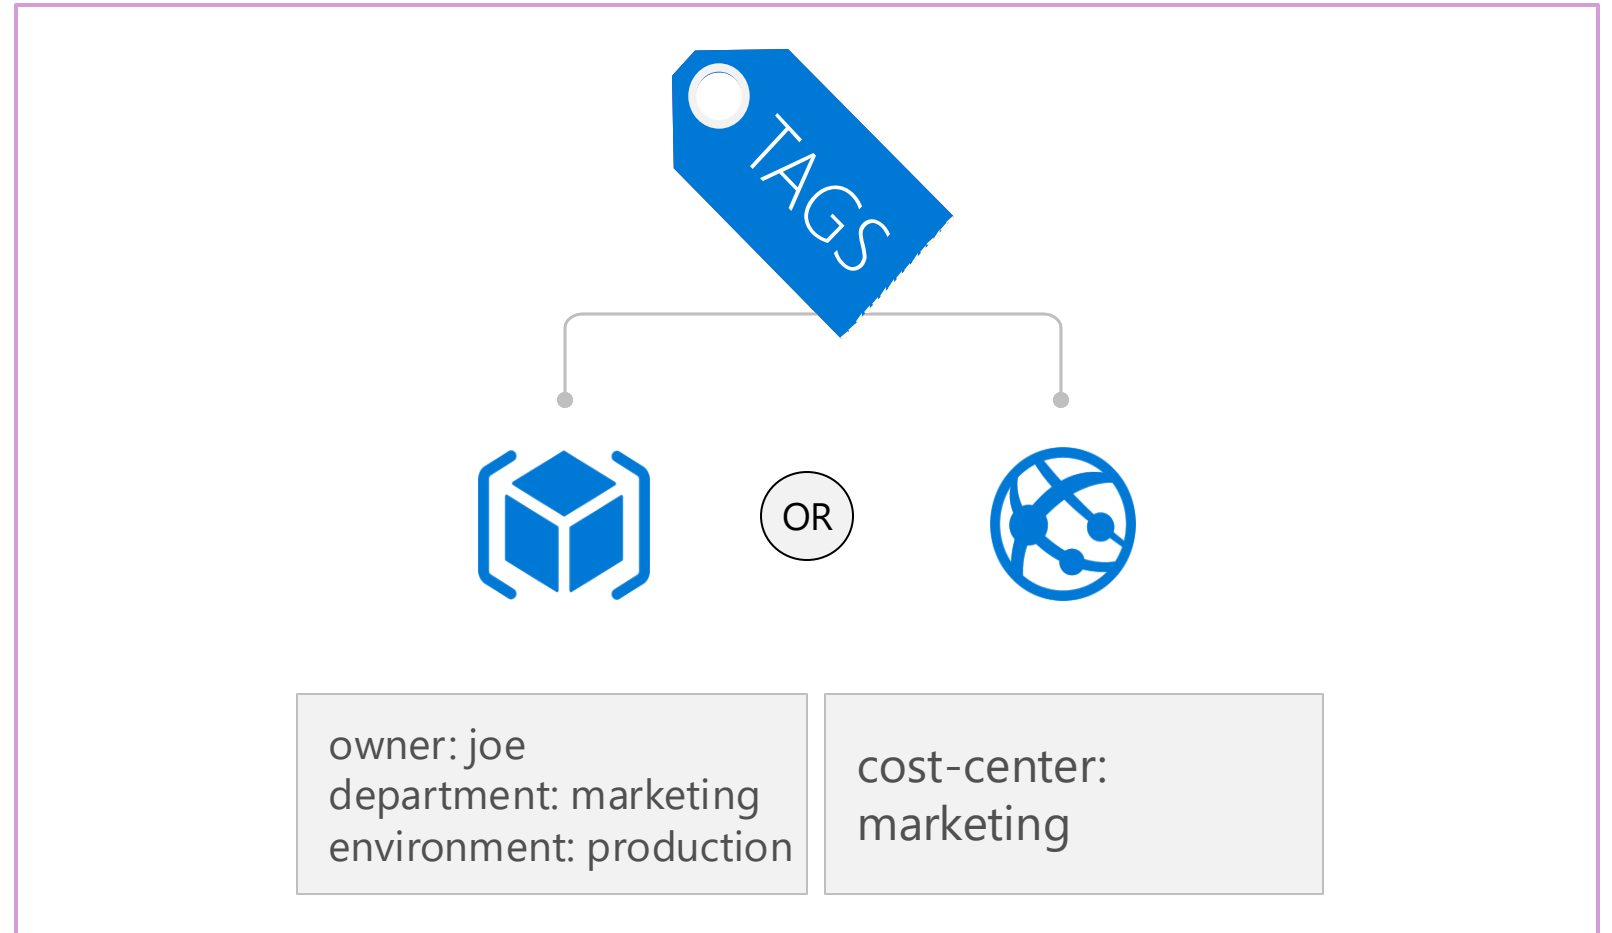 TAGS
OR
owner: joe
department: marketing
environment: production
cost-center:
marketing